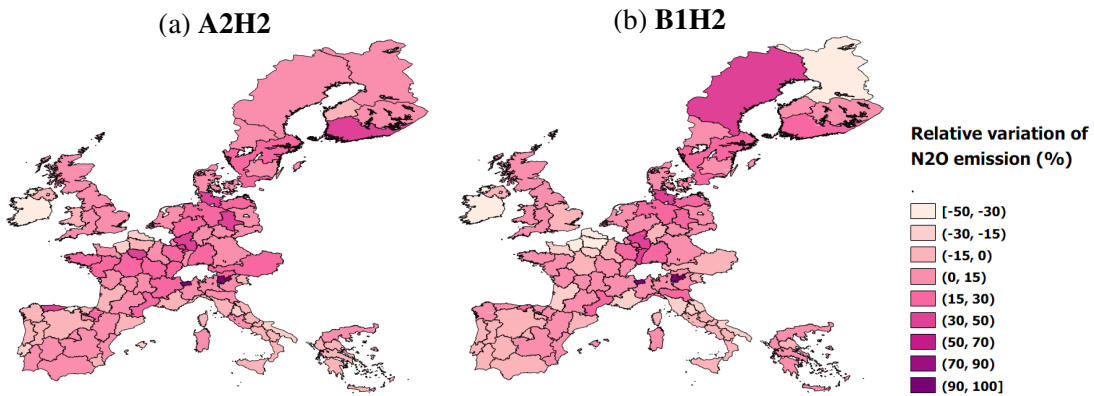 (a) A2H2
(b) B1H2
Relative variation of
N2O emission (%)
.
[-50, -30)
(-30, -15)
(-15, 0)
(0, 15)
(15, 30)
(30, 50)
(50, 70)
(70, 90)
(90, 100]